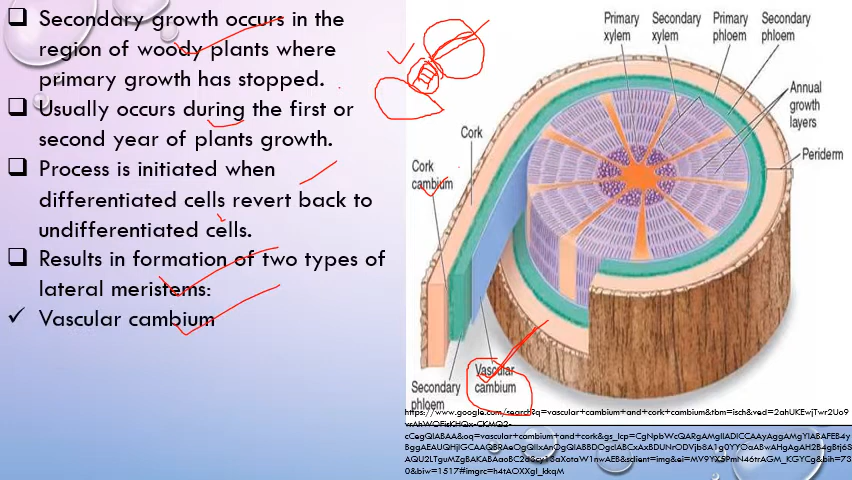 Secondary growth occurs in the
region of woody plants where
primary growth has stopped.
Usually occurs during the first or
second year of plants growth.
Process is initiated when
differentiated cells revert back to
undifferentiated cells.
Results in formation of two types of
lateral meristems:
Vascular cambium
Primary xylem
Secondary xylem
Primary phloem
Secondary phloem
Annual growth layers
Periderm
Cork
Cork cambium
Vascular cambium
Secondary phloem